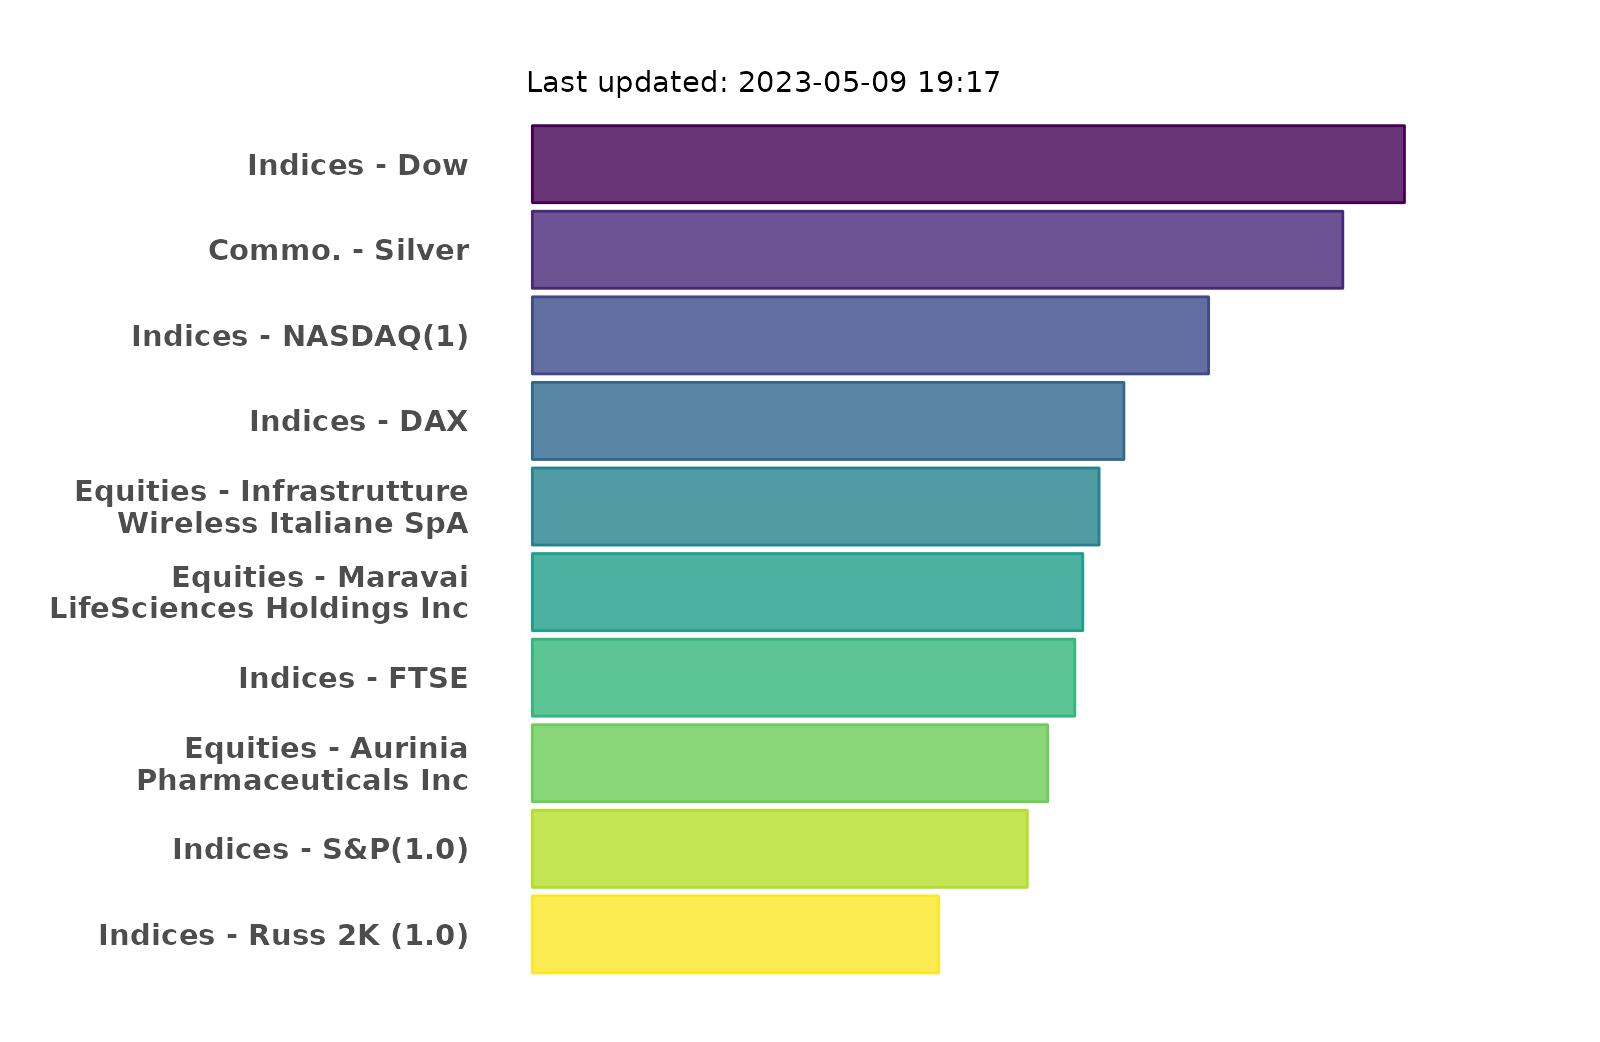 Last updated: 2023-05-09 19:17
Indices - Dow
Commo. - Silver
Indices - NASDAQ(1)
Indices - DAX
Equities - Infrastrutture
Wireless Italiane SpA
Equities - Maravai
LifeSciences Holdings Inc
Indices - FTSE
Equities - Aurinia
Pharmaceuticals Inc
Indices - S&P(1.0)
Indices - Russ 2K (1.0)